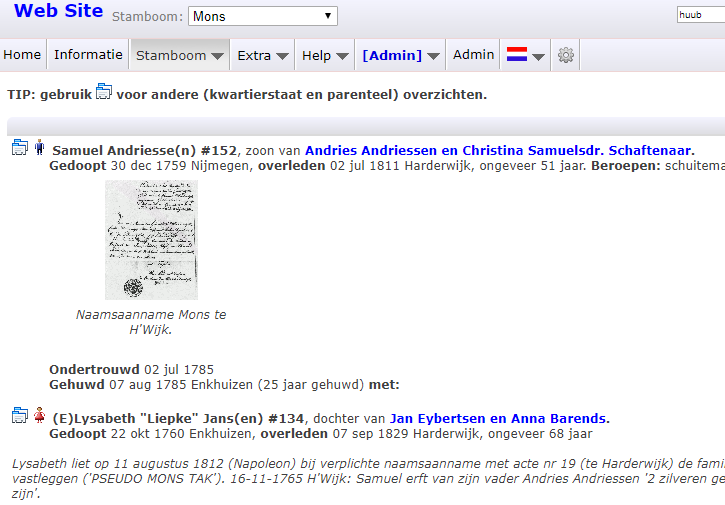 Web Site Stamboom: Mons huub
Home Informatie Stamboom Extra Help [Admin] Admin
TIP: gebruik voor andere (kwartierstaat en parenteel) overzichten.
Samuel Andriesse(n) #152, zoon van Andries Andriessen en Christina Samuelsdr. Schaftenaar.
Gedoopt 30 dec 1759 Nijmegen, overleden 02 jul 1811 Harderwijk, ongeveer 51 jaar. Beroepen: schuitema
Naamsaanname Mons te
H'Wijk.
Ondertrouwd 02 jul 1785
Gehuwd 07 aug 1785 Enkhuizen (25 jaar gehuwd) met:
(E)Lysabeth "Liepke" Jans(en) #134, dochter van Jan Eybertsen en Anna Barends.
Gedoopt 22 okt 1760 Enkhuizen, overleden 07 sep 1829 Harderwijk, ongeveer 68 jaar
Lysabeth liet op 11 augustus 1812 (Napoleon) bij verplichte naamsaanname met acte nr 19 (te Harderwijk) de fami
vastleggen ('PSEUDO MONS TAK'). 16-11-1765 H'Wijk: Samuel erft van zijn vader Andries Andriessen '2 zilveren ge
zijn'.